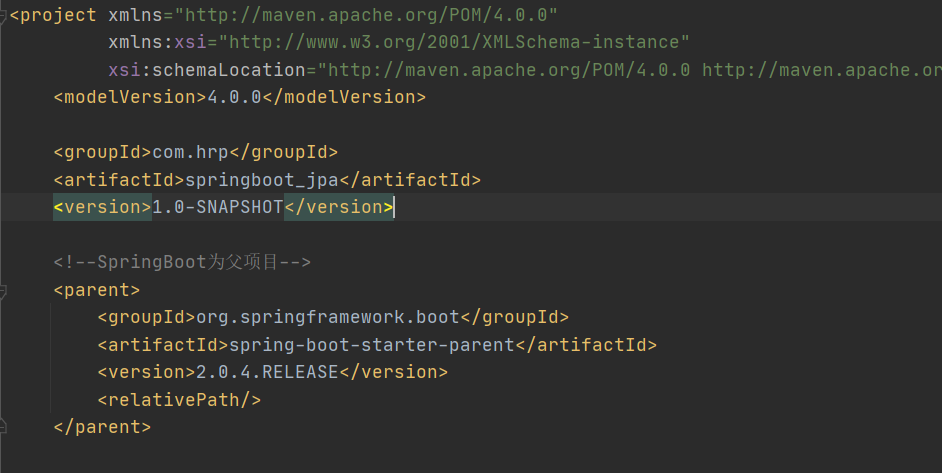 <project xmlns="http://maven.apache.org/POM/4.0.0"
xmlns:xsi="http://www.w3.org/2001/XMLSchema-instance"
xsi:schemaLocation="http://maven.apache.org/POM/4.0.0 http://maven.apache.or
<modelVersion>4.0.0</modelVersion>
<groupId>com.hrp</groupId>
<artifactId>springboot_jpa</artifactId>
<version>1.0-SNAPSHOT</version>
<!--SpringBoot为父项目-->
<parent>
<groupId>org.springframework.boot</groupId>
<artifactId>spring-boot-starter-parent</artifactId>
<version>2.0.4.RELEASE</version>
<relativePath/>
</parent>